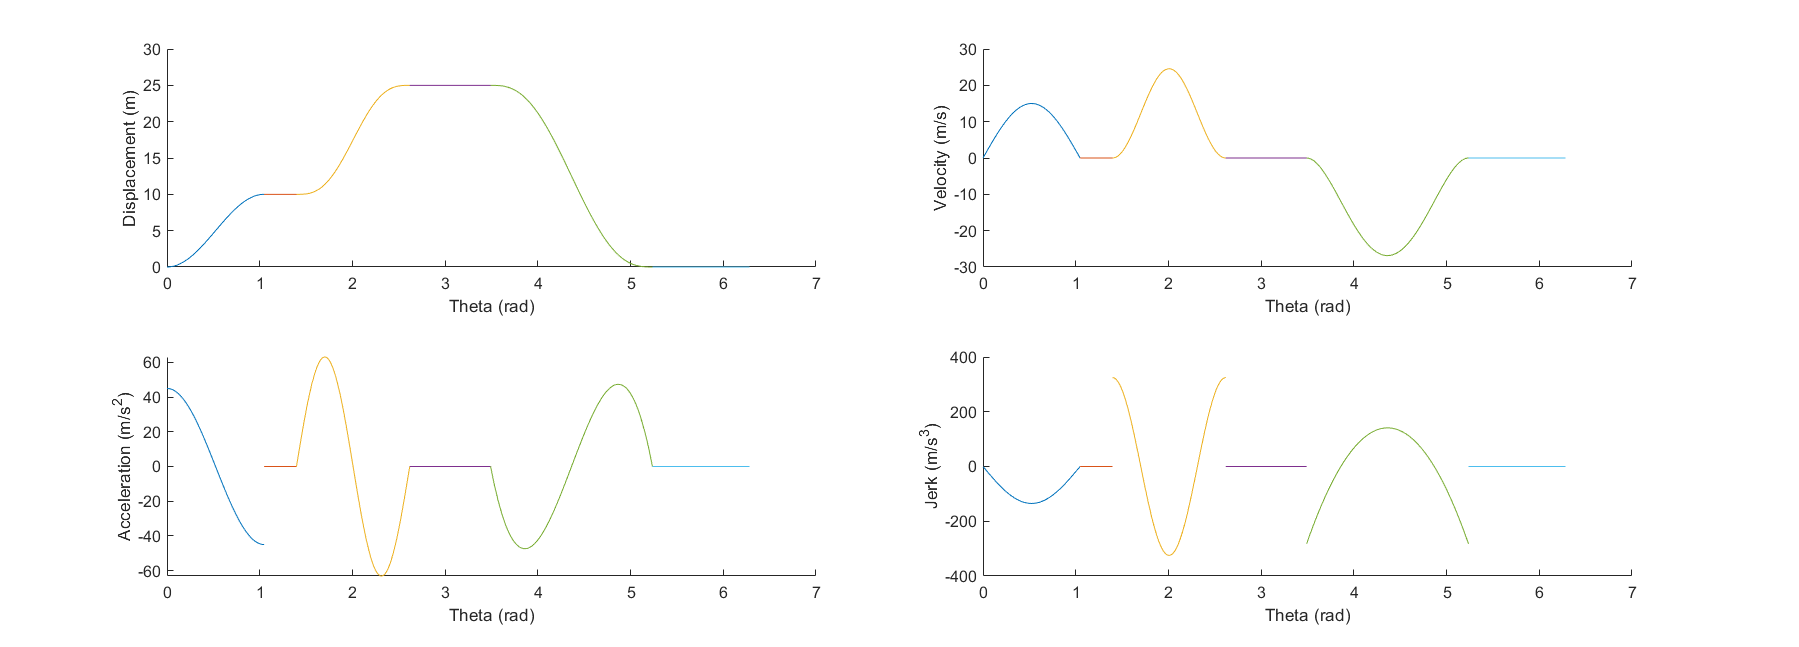 30
25
20
15
10
5
0
Displacement (m)
0 1 2 3 4 5 6 7
Theta (rad)
30
20
10
0
-10
-20
-30
Velocity (m/s)
0 1 2 3 4 5 6 7
Theta (rad)
60
40
20
0
-20
-40
-60
Acceleration (m/s²)
0 1 2 3 4 5 6 7
Theta (rad)
400
200
0
-200
-400
Jerk (m/s³)
0 1 2 3 4 5 6 7
Theta (rad)